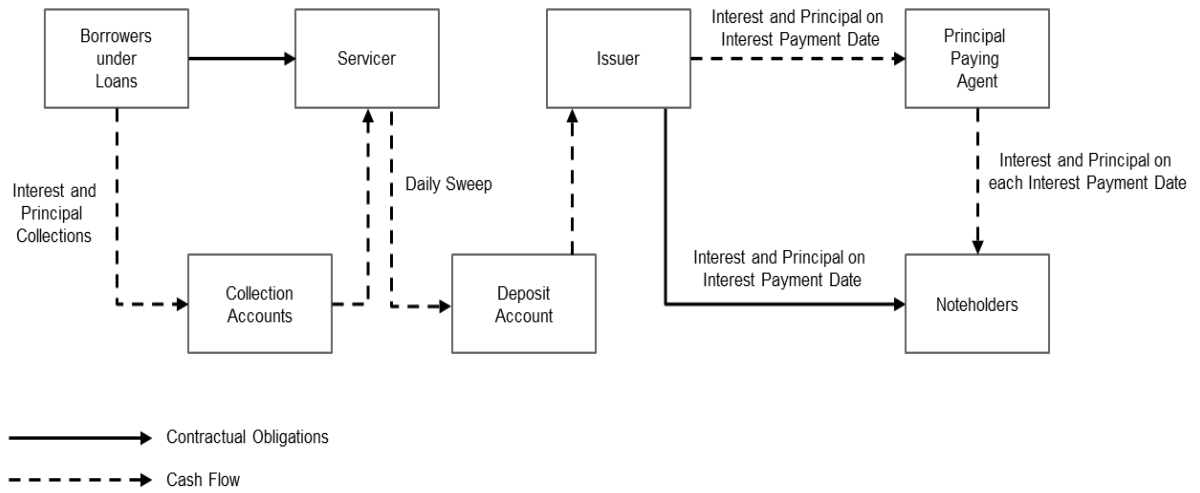 Borrowers
under
Loans
Servicer
Issuer
Interest and Principal on
Interest Payment Date
Principal
Paying
Agent
Interest and
Principal
Collections
Daily Sweep
Interest and Principal on
each Interest Payment Date
Collection
Accounts
Deposit
Account
Interest and Principal on
Interest Payment Date
Noteholders
Contractual Obligations
Cash Flow